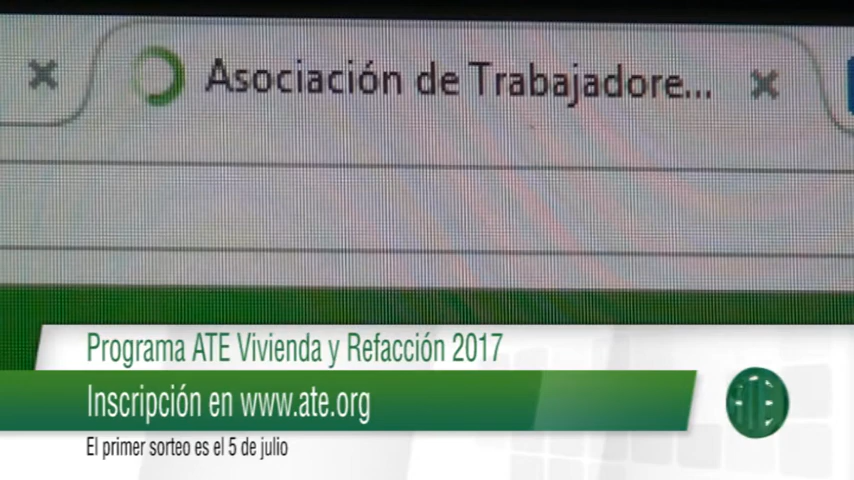 Asociación de Trabajadore...
Programa ATE Vivienda y Refacción 2017
Inscripción en www.ate.org
El primer sorteo es el 5 de julio
ATE